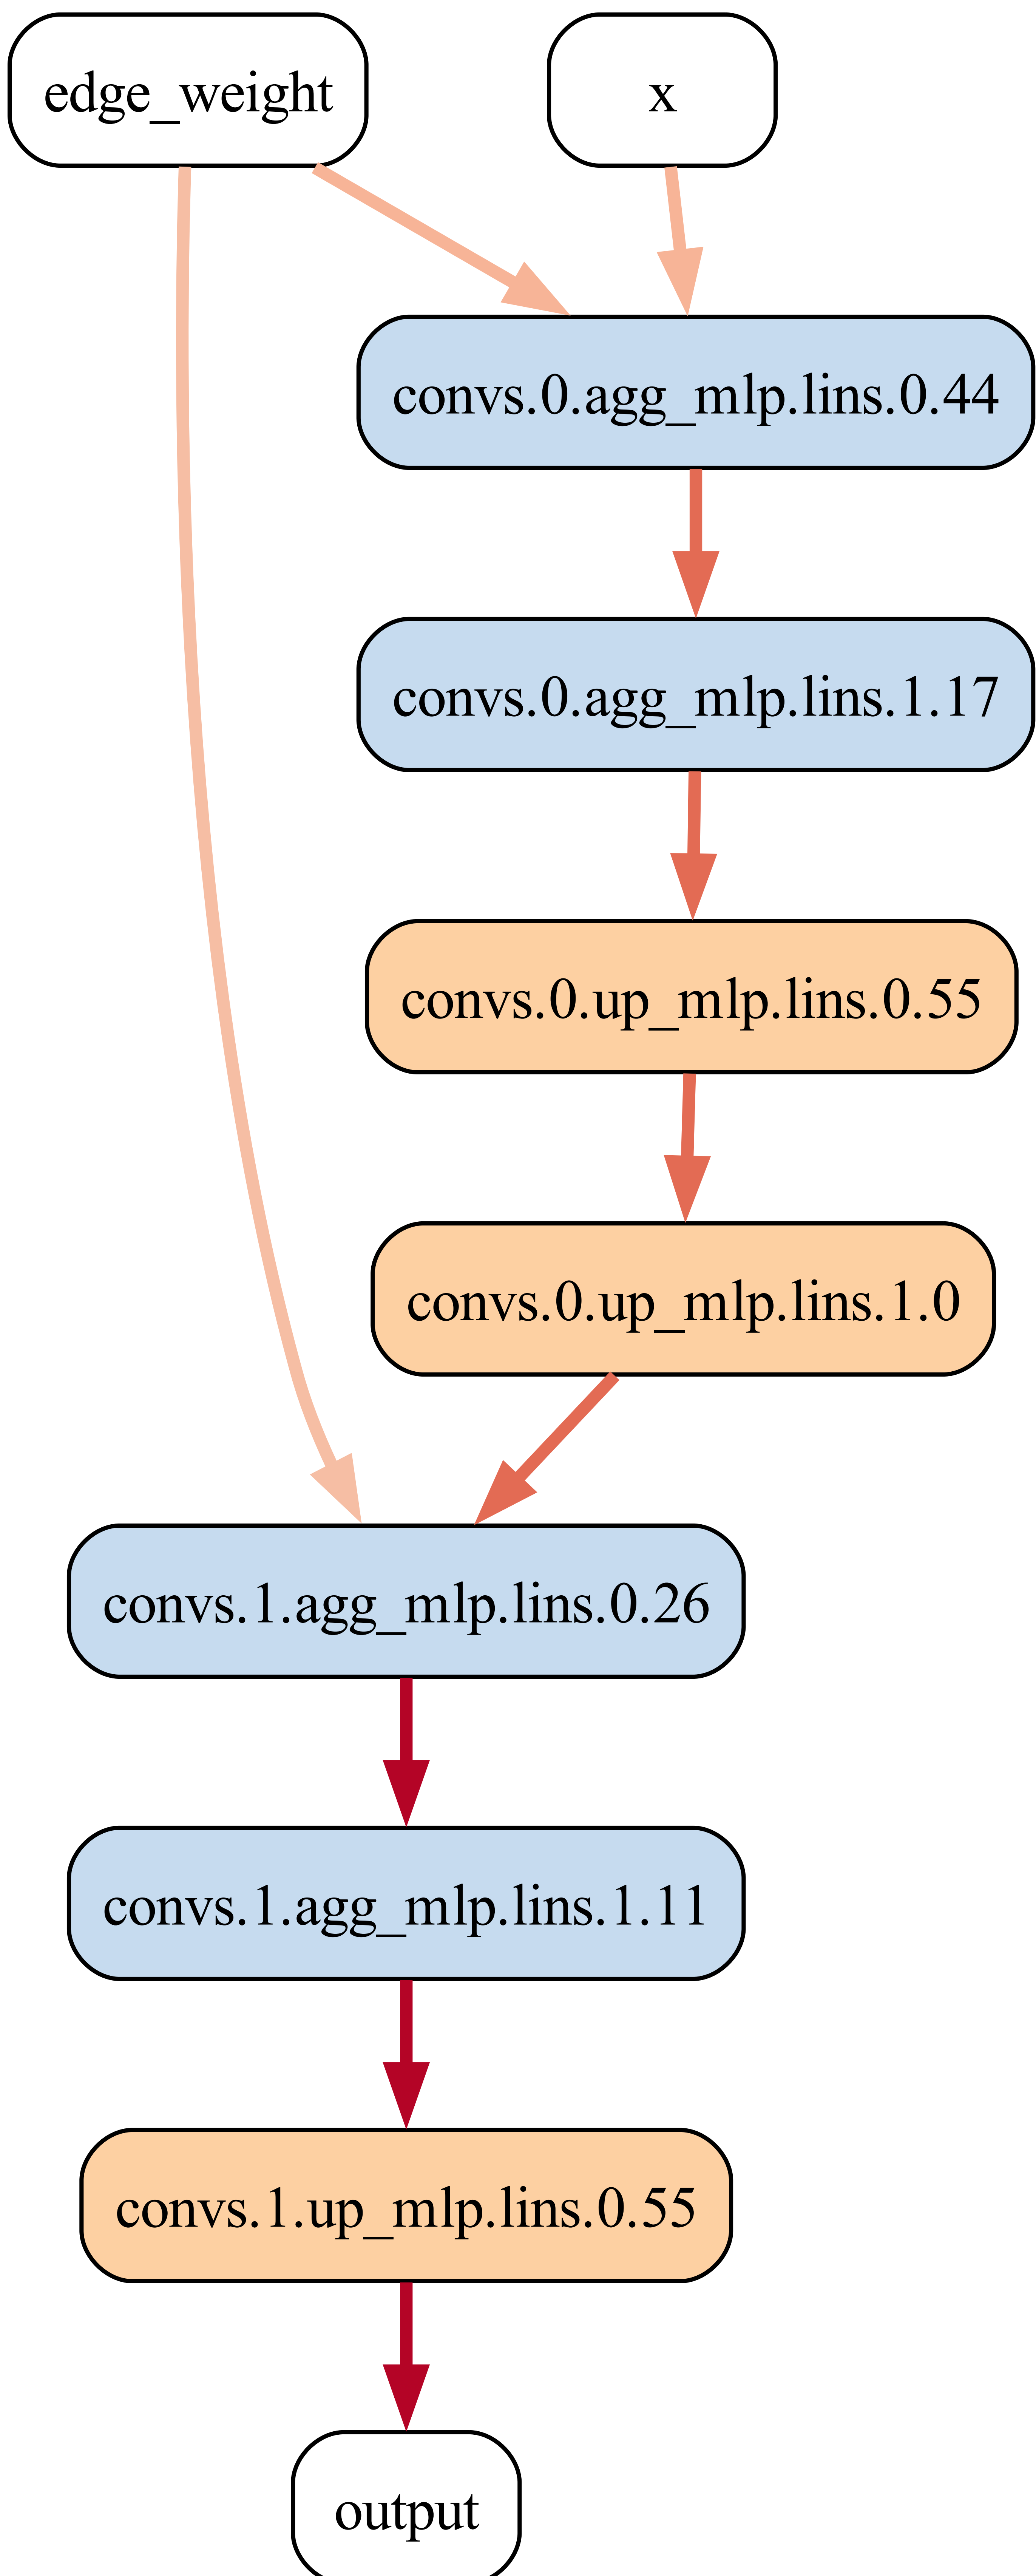 edge_weight
x
convs.0.agg_mlp.lins.0.44
convs.0.agg_mlp.lins.1.17
convs.0.up_mlp.lins.0.55
convs.0.up_mlp.lins.1.0
convs.1.agg_mlp.lins.0.26
convs.1.agg_mlp.lins.1.11
convs.1.up_mlp.lins.0.55
output